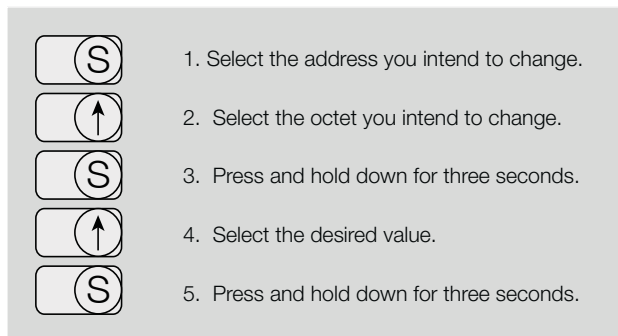 S 1. Select the address you intend to change.
↑ 2. Select the octet you intend to change.
S 3. Press and hold down for three seconds.
↑ 4. Select the desired value.
S 5. Press and hold down for three seconds.